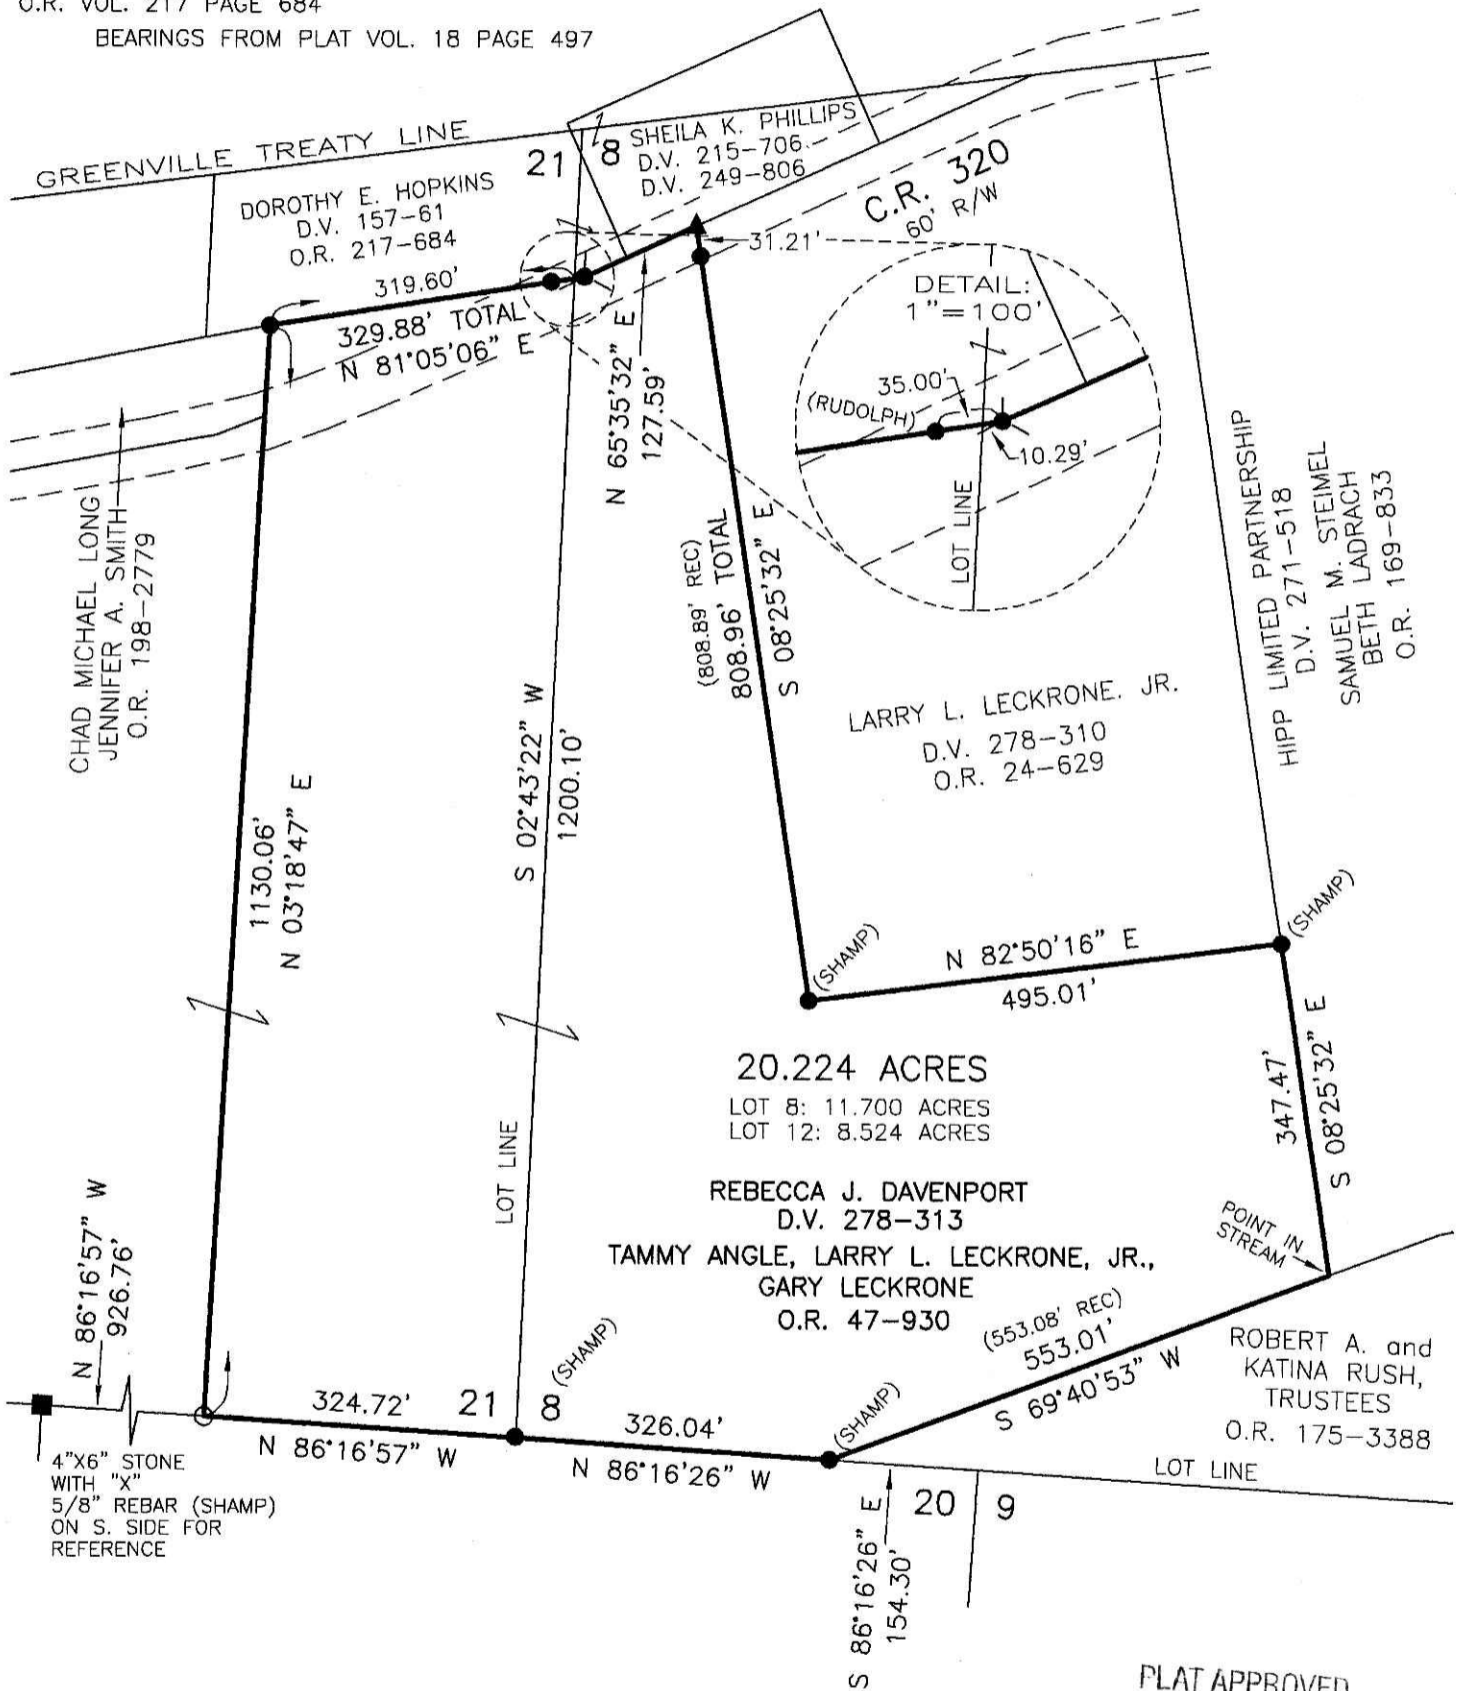 O.R. VOL. 217 PAGE 684
BEARINGS FROM PLAT VOL. 18 PAGE 497
GREENVILLE TREATY LINE
21
8
SHEILA K. PHILLIPS
D.V. 215-706
D.V. 249-806
DOROTHY E. HOPKINS
D.V. 157-61
O.R. 217-684
C.R. 320
60' R/W
31.21'
319.60'
329.88' TOTAL
N 81°05'06" E
DETAIL:
1"=100'
35.00'
(RUDOLPH)
10.29'
LOT LINE
N 65°35'32" E
127.59'
CHAD MICHAEL LONG
JENNIFER A. SMITH
O.R. 198-2779
(808.89' REC)
808.96' TOTAL
S 08°25'32" E
HIPP LIMITED PARTNERSHIP
D.V. 271-518
SAMUEL M. STEIMEL
BETH LADRACH
O.R. 169-833
LARRY L. LECKRONE. JR.
D.V. 278-310
O.R. 24-629
S 02°43'22" W
1200.10'
1130.06'
N 03°18'47" E
(SHAMP)
(SHAMP)
N 82°50'16" E
495.01'
20.224 ACRES
LOT 8: 11.700 ACRES
LOT 12: 8.524 ACRES
347.47'
S 08°25'32" E
LOT LINE
REBECCA J. DAVENPORT
D.V. 278-313
TAMMY ANGLE, LARRY L. LECKRONE, JR.,
GARY LECKRONE
O.R. 47-930
POINT IN
STREAM
N 86°16'57" W
926.76'
(553.08' REC)
553.01'
S 69°40'53" W
ROBERT A. and
KATINA RUSH,
TRUSTEES
O.R. 175-3388
(SHAMP)
(SHAMP)
324.72'
21
8
326.04'
N 86°16'57" W
N 86°16'26" W
LOT LINE
4"X6" STONE
WITH "X"
5/8" REBAR (SHAMP)
ON S. SIDE FOR
REFERENCE
20
9
S 86°16'26" E
154.30'
PLAT APPROVED